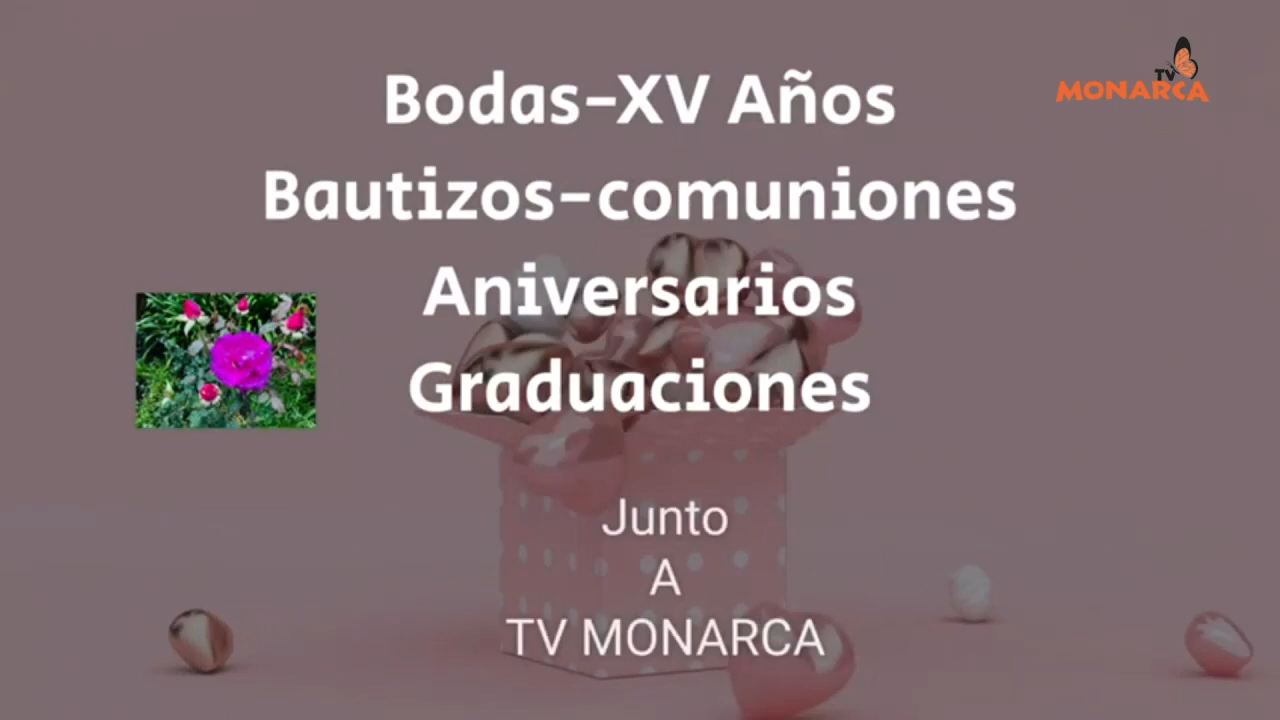 Bodas-XV Años
Bautizos-comuniones
Aniversarios
Graduaciones
Junto
A
TV MONARCA
TV
MONARCA